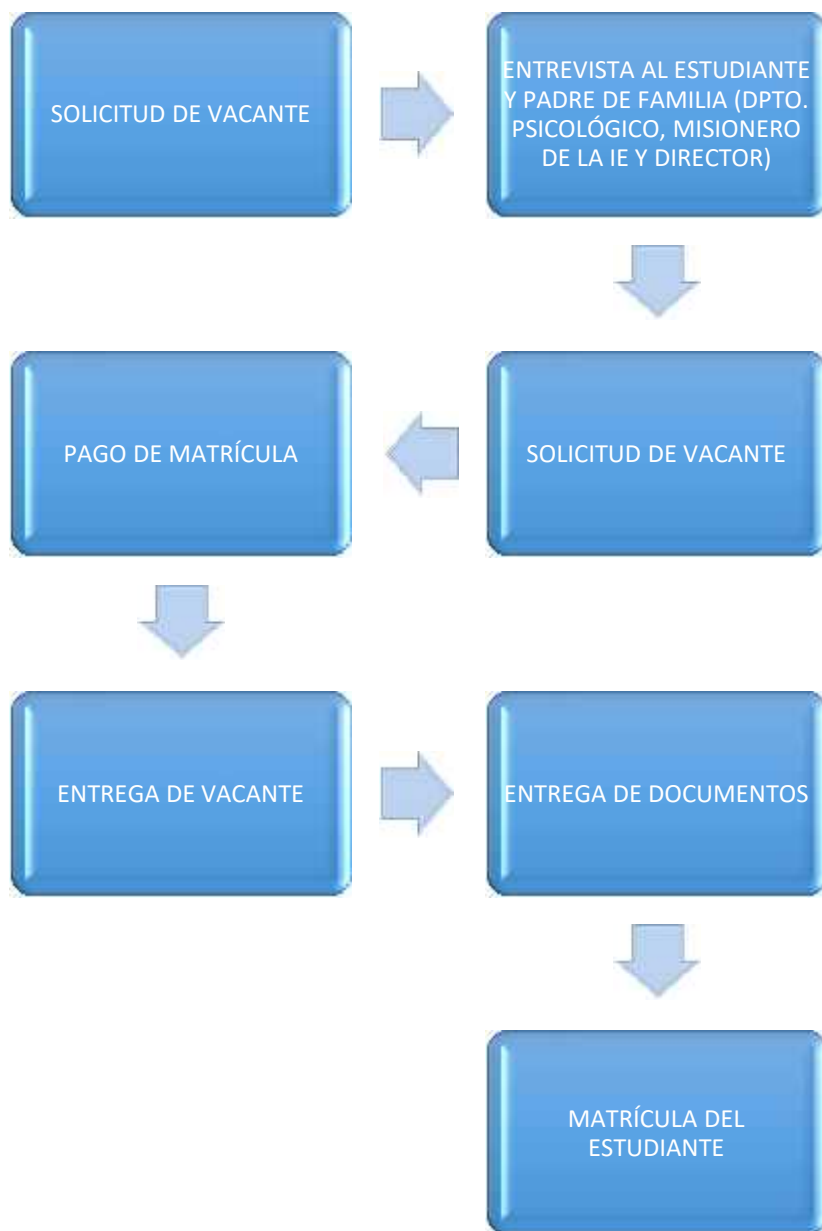 SOLICITUD DE VACANTE
ENTREVISTA AL ESTUDIANTE
Y PADRE DE FAMILIA (DPTO.
PSICOLÓGICO, MISIONERO
DE LA IE Y DIRECTOR)
SOLICITUD DE VACANTE
PAGO DE MATRÍCULA
ENTREGA DE VACANTE
ENTREGA DE DOCUMENTOS
MATRÍCULA DEL
ESTUDIANTE